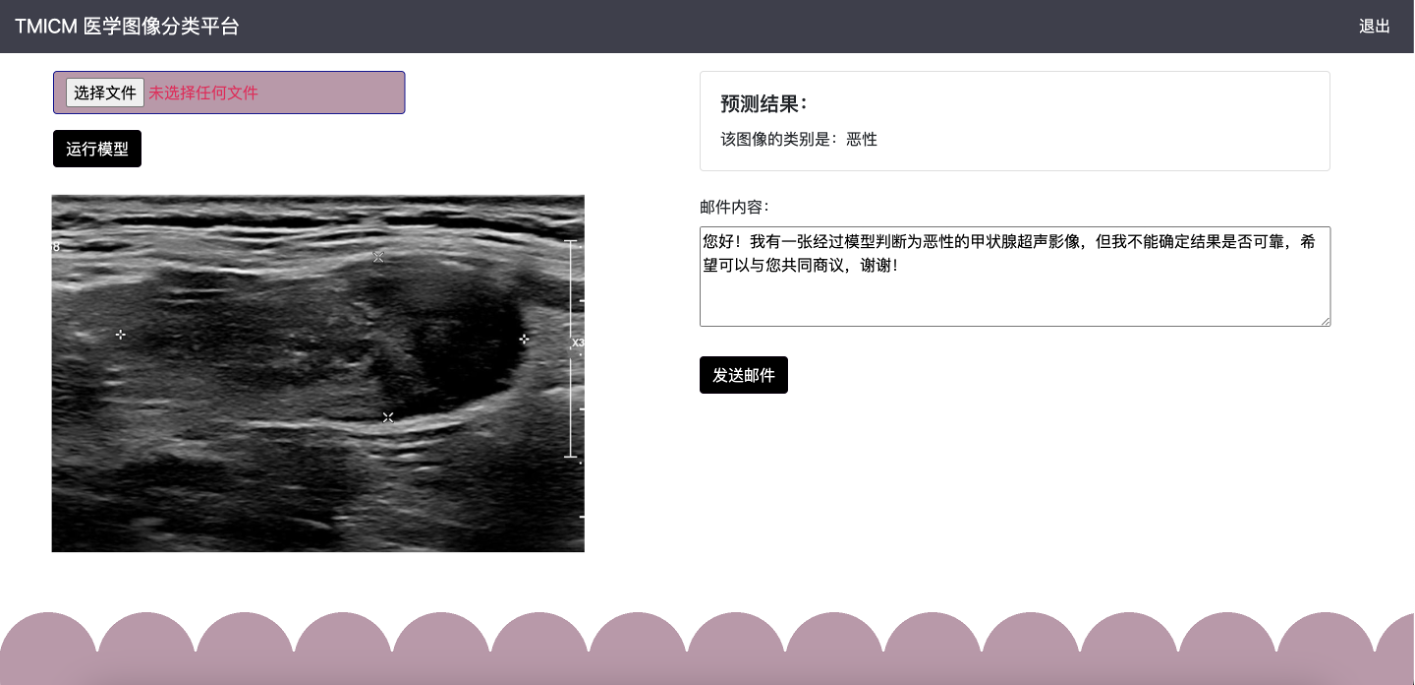 TMICM 医学图像分类平台
退出
选择文件 未选择任何文件
运行模型
预测结果：
该图像的类别是：恶性
邮件内容：
您好！我有一张经过模型判断为恶性的甲状腺超声影像，但我不能确定结果是否可靠，希
望可以与您共同商议，谢谢！
发送邮件
X3